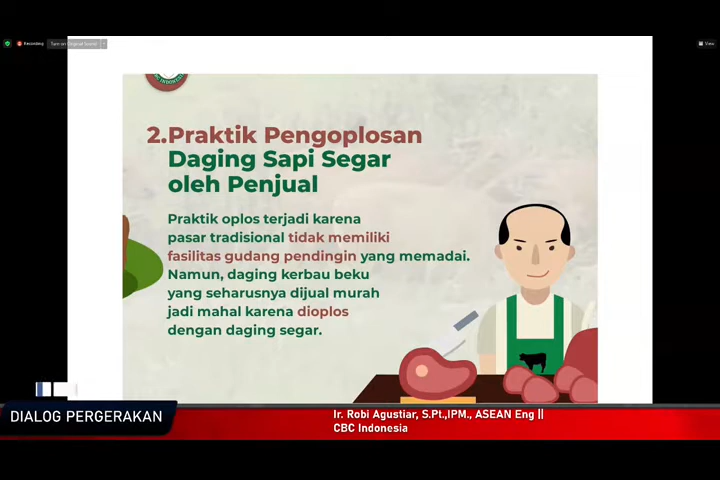 Recording
View
2.Praktik Pengoplosan
Daging Sapi Segar
oleh Penjual
Praktik oplos terjadi karena
pasar tradisional tidak memiliki
fasilitas gudang pendingin yang memadai.
Namun, daging kerbau beku
yang seharusnya dijual murah
jadi mahal karena dioplos
dengan daging segar.
DIALOG PERGERAKAN
Ir. Robi Agustiar, S.Pt.,IPM., ASEAN Eng ||
CBC Indonesia